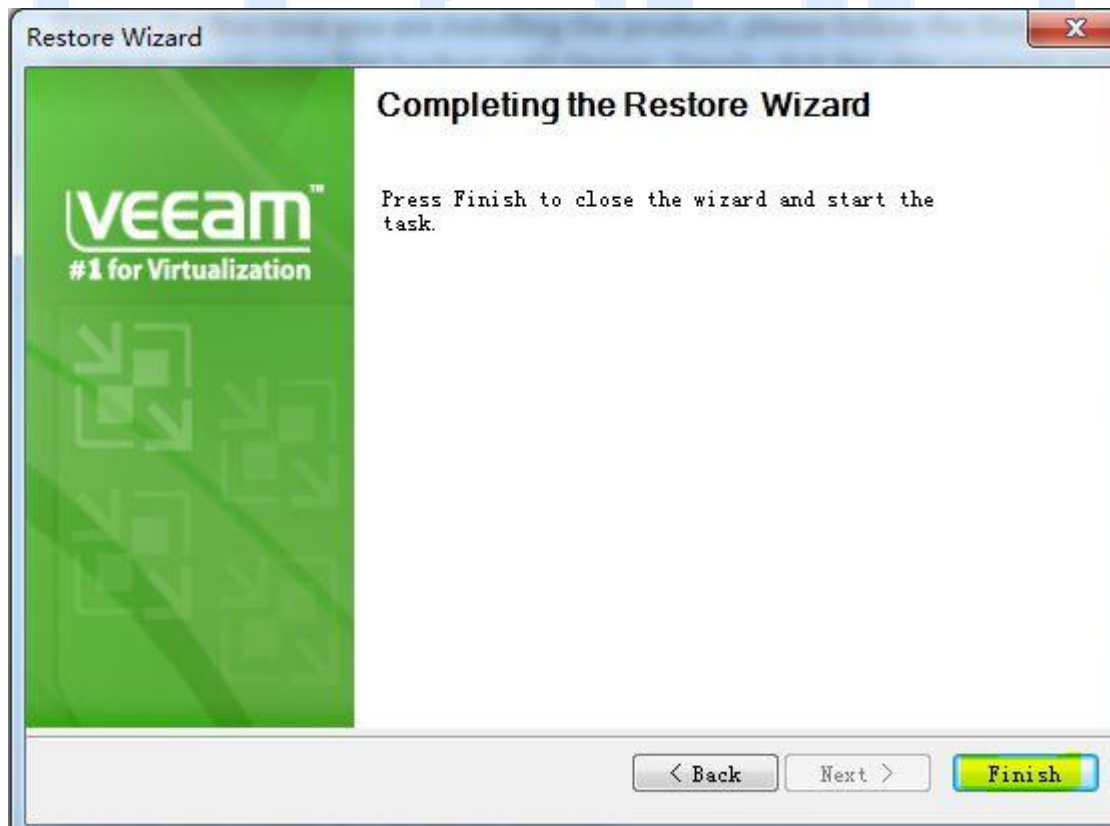 Restore Wizard
Completing the Restore Wizard
Press Finish to close the wizard and start the
task.
veeam™
#1 for Virtualization
< Back
Next >
Finish